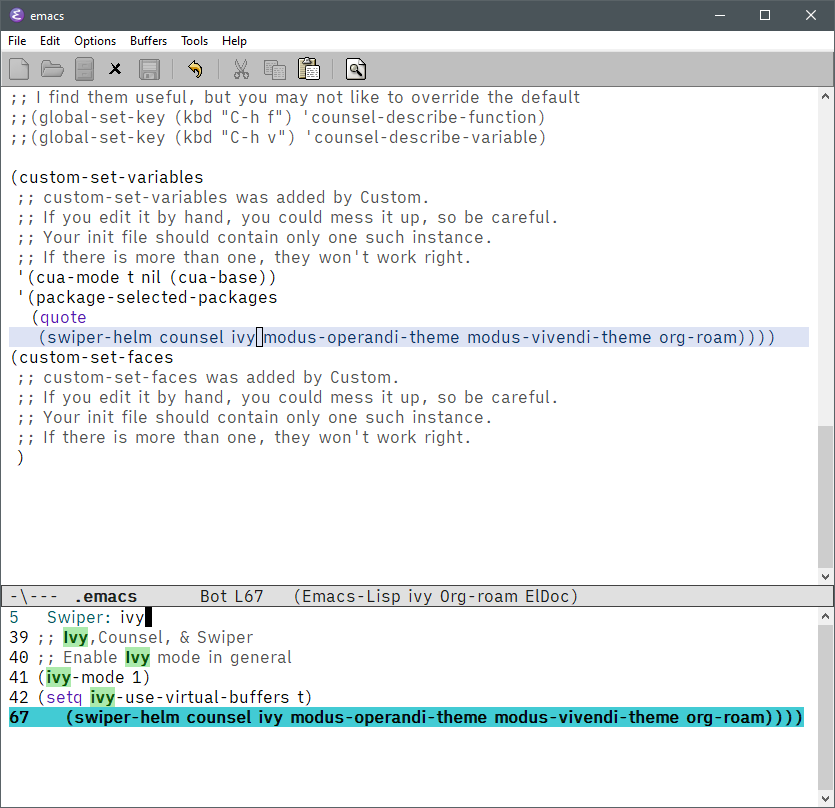 emacs
File Edit Options Buffers Tools Help
;; I find them useful, but you may not like to override the default
;;(global-set-key (kbd "C-h f") 'counsel-describe-function)
;;(global-set-key (kbd "C-h v") 'counsel-describe-variable)
(custom-set-variables
;; custom-set-variables was added by Custom.
;; If you edit it by hand, you could mess it up, so be careful.
;; Your init file should contain only one such instance.
;; If there is more than one, they won't work right.
'(cua-mode t nil (cua-base))
'(package-selected-packages
(quote
(swiper-helm counsel ivy modus-operandi-theme modus-vivendi-theme org-roam))))
(custom-set-faces
;; custom-set-faces was added by Custom.
;; If you edit it by hand, you could mess it up, so be careful.
;; Your init file should contain only one such instance.
;; If there is more than one, they won't work right.
)
-\--- .emacs Bot L67 (Emacs-Lisp ivy Org-roam ElDoc)
5 Swiper: ivy
39 ;; Ivy,Counsel, & Swiper
40 ;; Enable Ivy mode in general
41 (ivy-mode 1)
42 (setq ivy-use-virtual-buffers t)
67 (swiper-helm counsel ivy modus-operandi-theme modus-vivendi-theme org-roam))))